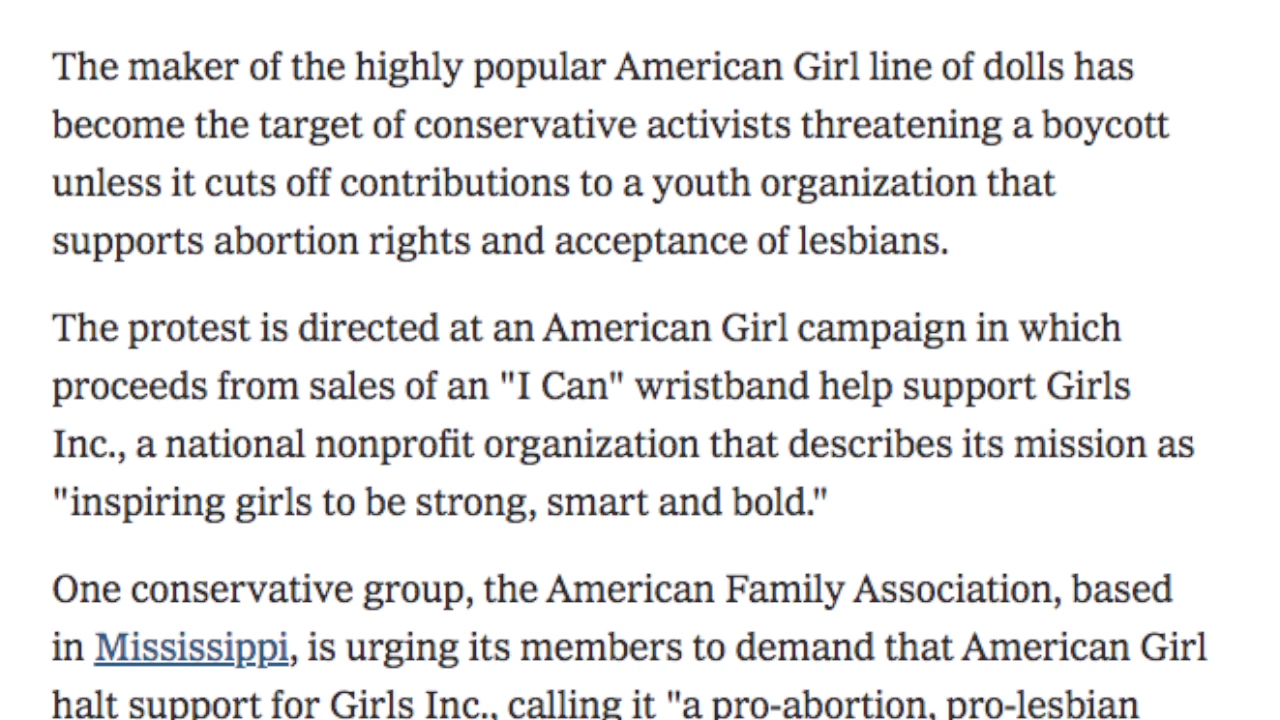 The maker of the highly popular American Girl line of dolls has
become the target of conservative activists threatening a boycott
unless it cuts off contributions to a youth organization that
supports abortion rights and acceptance of lesbians.
The protest is directed at an American Girl campaign in which
proceeds from sales of an "I Can" wristband help support Girls
Inc., a national nonprofit organization that describes its mission as
"inspiring girls to be strong, smart and bold."
One conservative group, the American Family Association, based
in Mississippi, is urging its members to demand that American Girl
halt support for Girls Inc., calling it "a pro-abortion, pro-lesbian